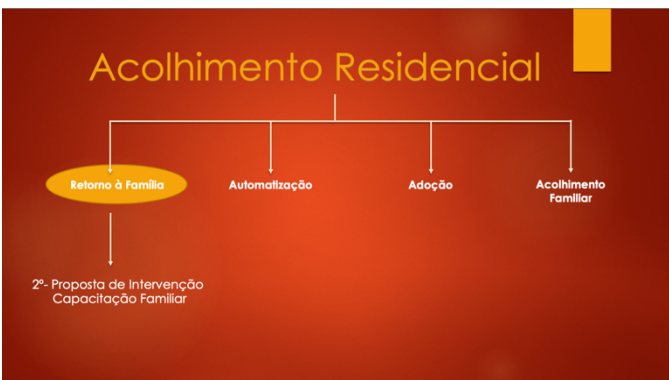 Acolhimento Residencial
Retorno à Família
Automatização
Adoção
Acolhimento
Familiar
2º- Proposta de Intervenção
Capacitação Familiar